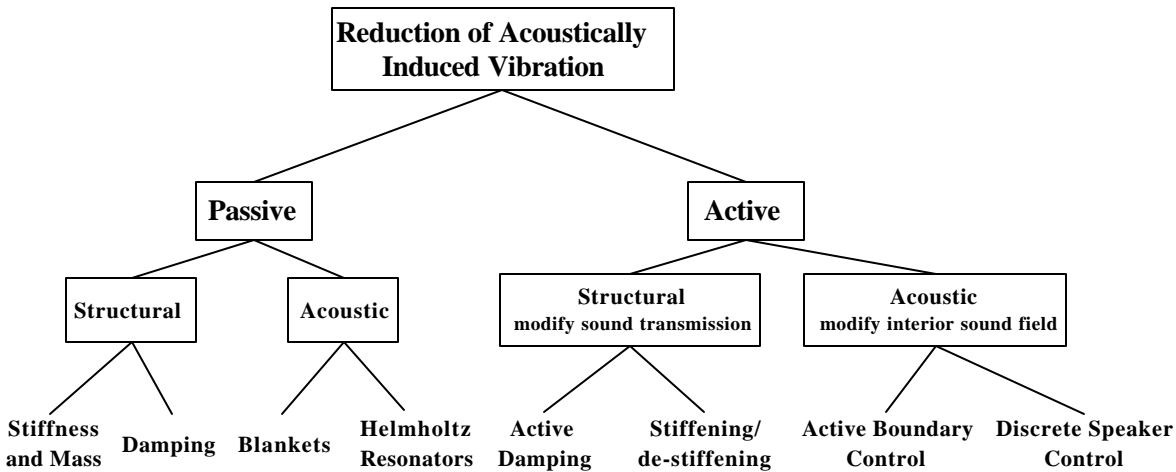 Reduction of Acoustically
Induced Vibration
Passive
Active
Structural
Acoustic
Structural
modify sound transmission
Acoustic
modify interior sound field
Stiffness
and Mass
Damping
Blankets
Helmholtz
Resonators
Active
Damping
Stiffening/
de-stiffening
Active Boundary
Control
Discrete Speaker
Control